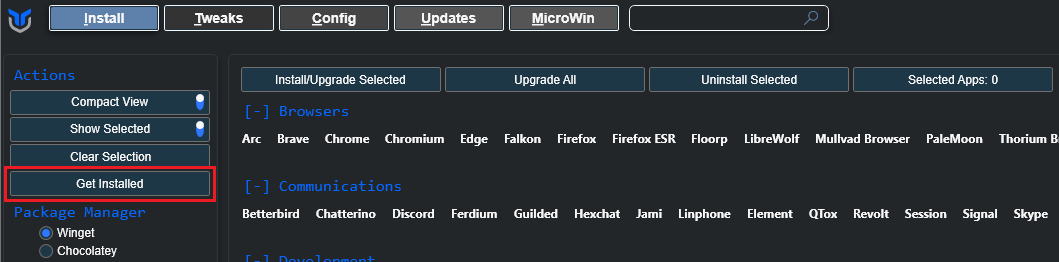 Install Tweaks Config Updates MicroWin
Actions
Compact View
Show Selected
Clear Selection
Get Installed
Package Manager
Winget
Chocolatey
Install/Upgrade Selected Upgrade All Uninstall Selected Selected Apps: 0
[-] Browsers
Arc Brave Chrome Chromium Edge Falkon Firefox Firefox ESR Floorp LibreWolf Mullvad Browser PaleMoon Thorium B
[-] Communications
Betterbird Chatterino Discord Ferdium Guilded Hexchat Jami Linphone Element QTox Revolt Session Signal Skype
[-] Development